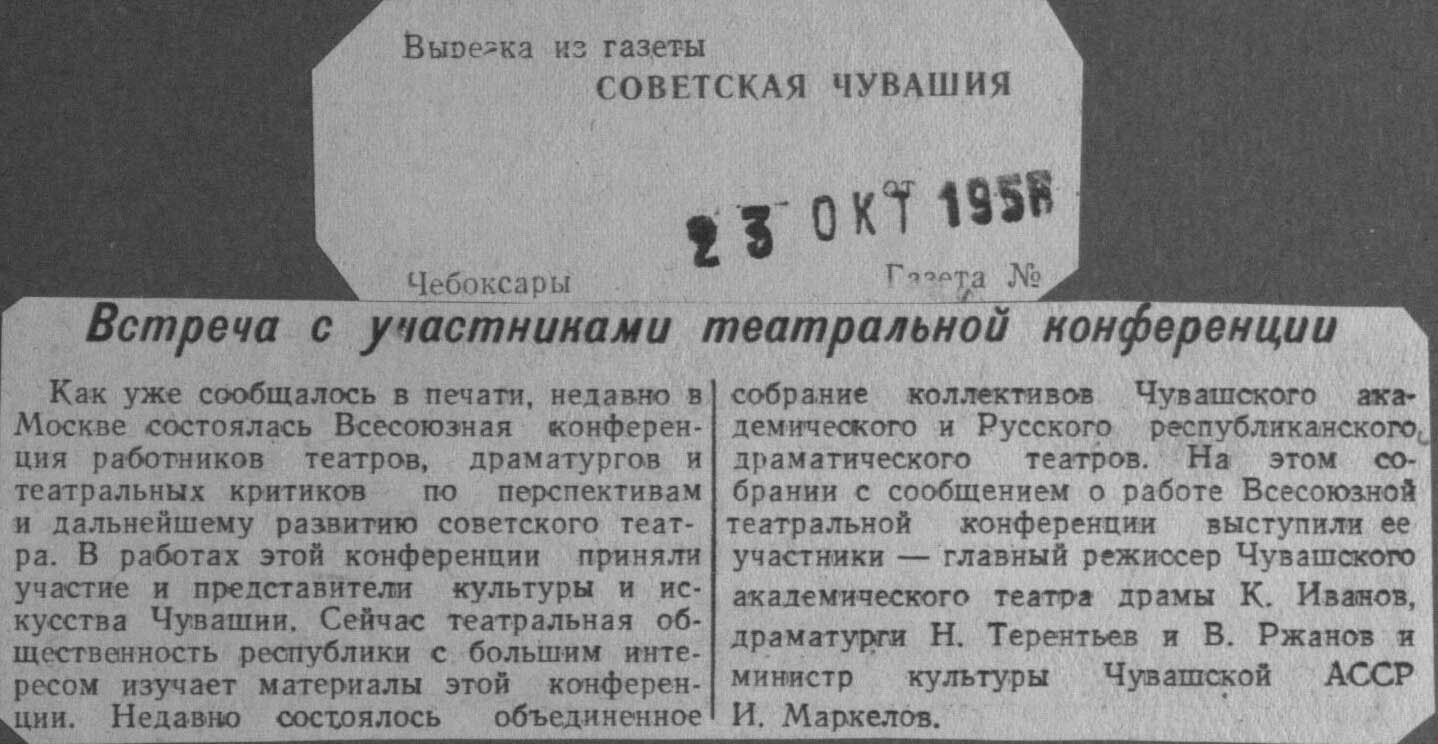 Вырезка из газеты
СОВЕТСКАЯ ЧУВАШИЯ
от
23 ОКТ 1958
Чебоксары
Газета №
Встреча с участниками театральной конференции
Как уже сообщалось в печати, недавно в
Москве состоялась Всесоюзная конферен-
ция работников театров, драматургов и
театральных критиков по перспективам
и дальнейшему развитию советского теат-
ра. В работах этой конференции приняли
участие и представители культуры и ис-
кусства Чувашии. Сейчас театральная об-
щественность республики с большим инте-
ресом изучает материалы этой конферен-
ции. Недавно состоялось объединенное
собрание коллективов Чувашского ака-
демического и Русского республиканского
драматического театров. На этом со-
брании с сообщением о работе Всесоюзной
театральной конференции выступили ее
участники — главный режиссер Чувашского
академического театра драмы К. Иванов,
драматурги Н. Терентьев и В. Ржанов и
министр культуры Чувашской АССР
И. Маркелов.